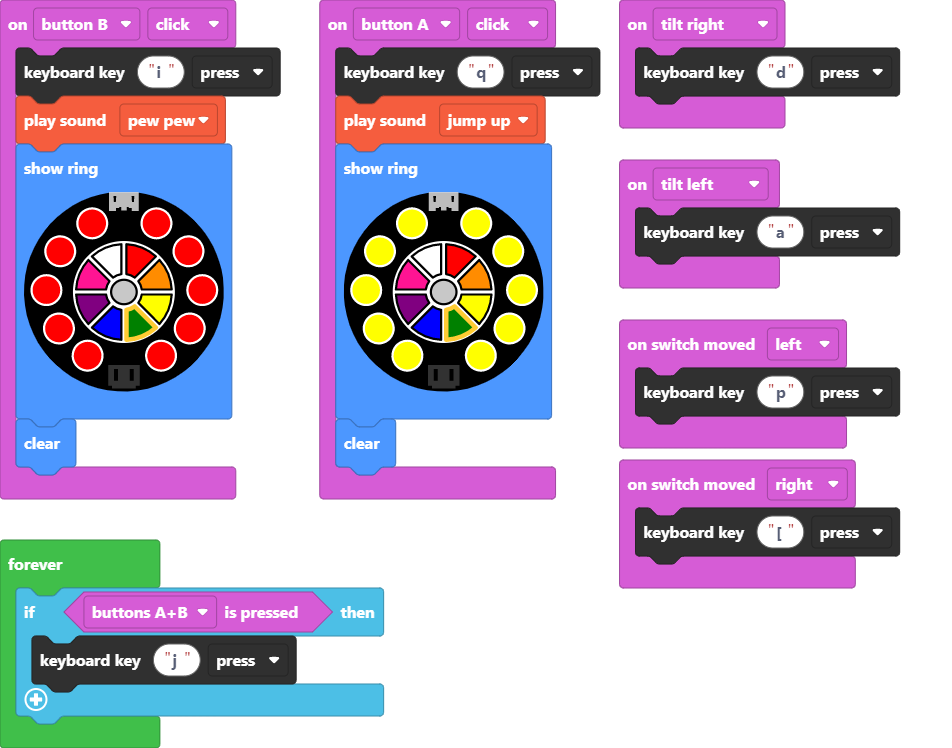 on button B click
keyboard key "i " press
play sound pew pew
show ring
clear
on button A click
keyboard key "q" press
play sound jump up
show ring
clear
on tilt right
keyboard key "d" press
on tilt left
keyboard key "a" press
on switch moved left
keyboard key "p" press
on switch moved right
keyboard key "[ " press
forever
if buttons A+B is pressed then
keyboard key "j " press